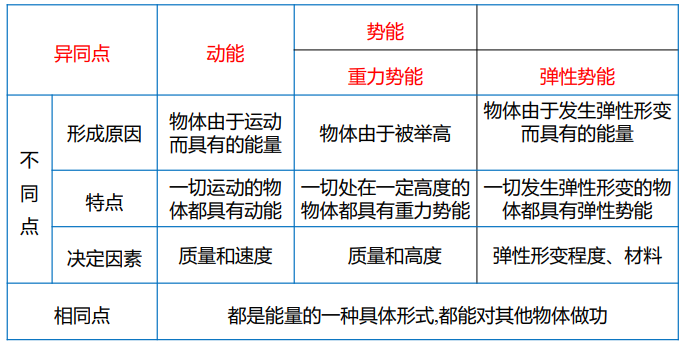 异同点
动能
势能
重力势能
弹性势能
不同点
形成原因
物体由于运动
而具有的能量
物体由于被举高
物体由于发生弹性形变
而具有的能量
特点
一切运动的物
体都具有动能
一切处在一定高度的
物体都具有重力势能
一切发生弹性形变的物
体都具有弹性势能
决定因素
质量和速度
质量和高度
弹性形变程度、材料
相同点
都是能量的一种具体形式,都能对其他物体做功